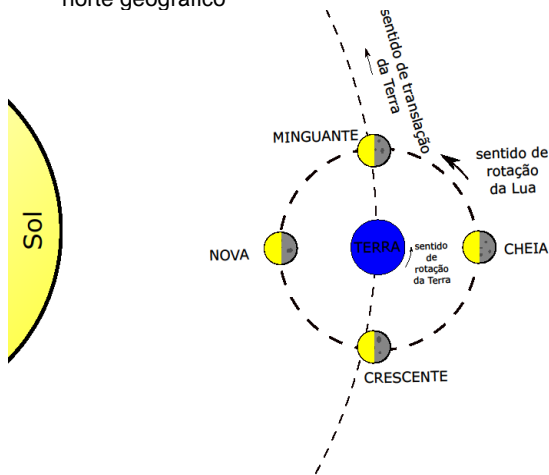 norte geográfico
sentido de translação
da Terra
MINGUANTE
sentido de
rotação
da Lua
Sol
NOVA
TERRA
sentido
de
rotação
da Terra
CHEIA
CRESCENTE